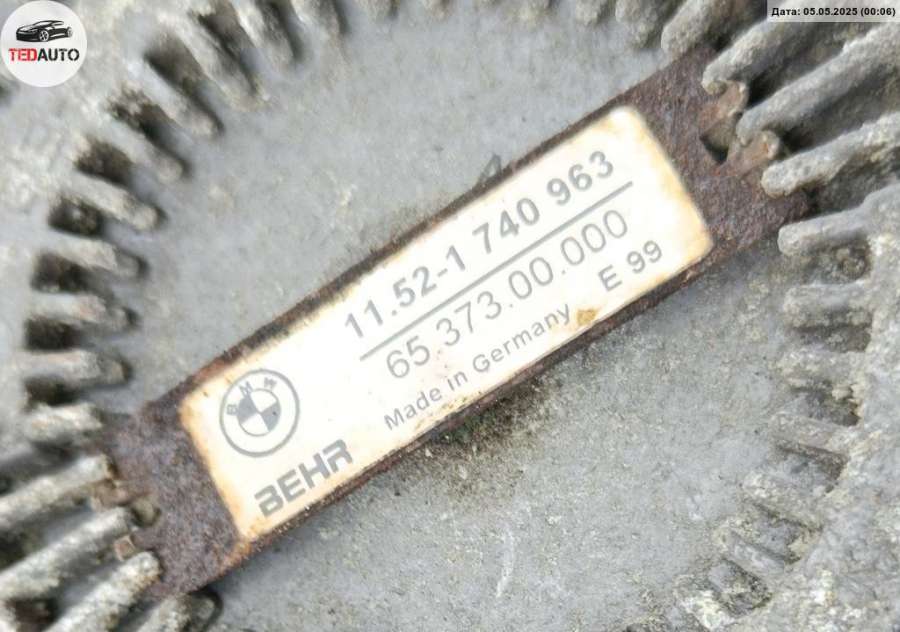 TEDAUTO
Дата: 05.05.2025 (00:06)
11.52-1 740 963
65.373.00.000
Made in Germany E 99
BMW
BEHR